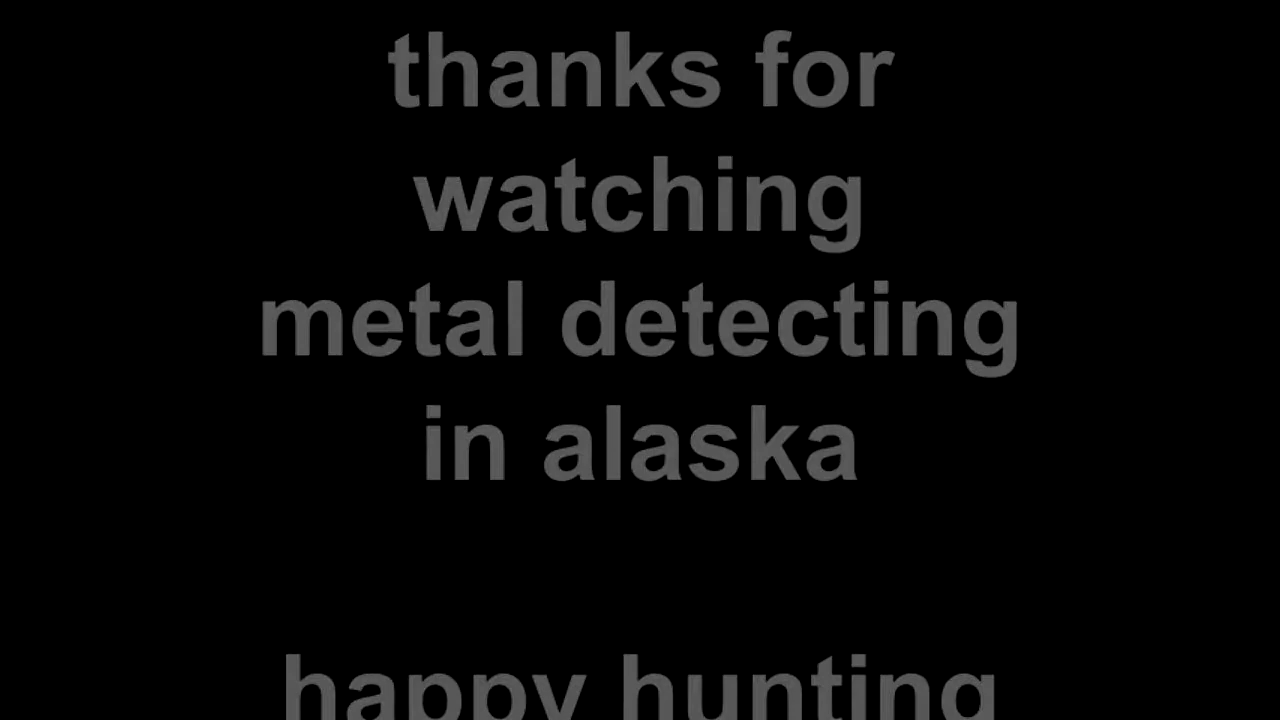 thanks for
watching
metal detecting
in alaska
happy hunting